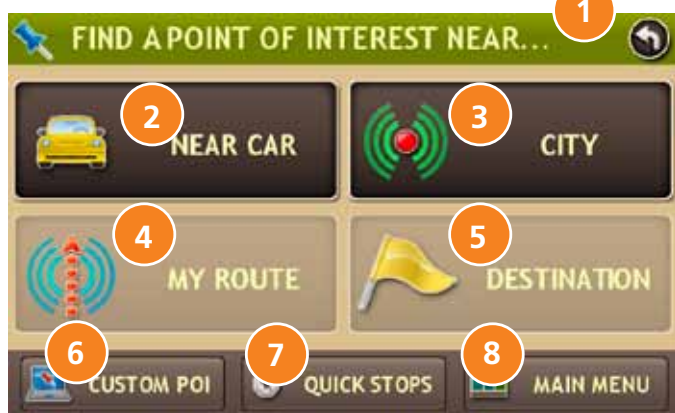 1
FIND A POINT OF INTEREST NEAR...
2
NEAR CAR
3
CITY
4
MY ROUTE
5
DESTINATION
6
CUSTOM POI
7
QUICK STOPS
8
MAIN MENU